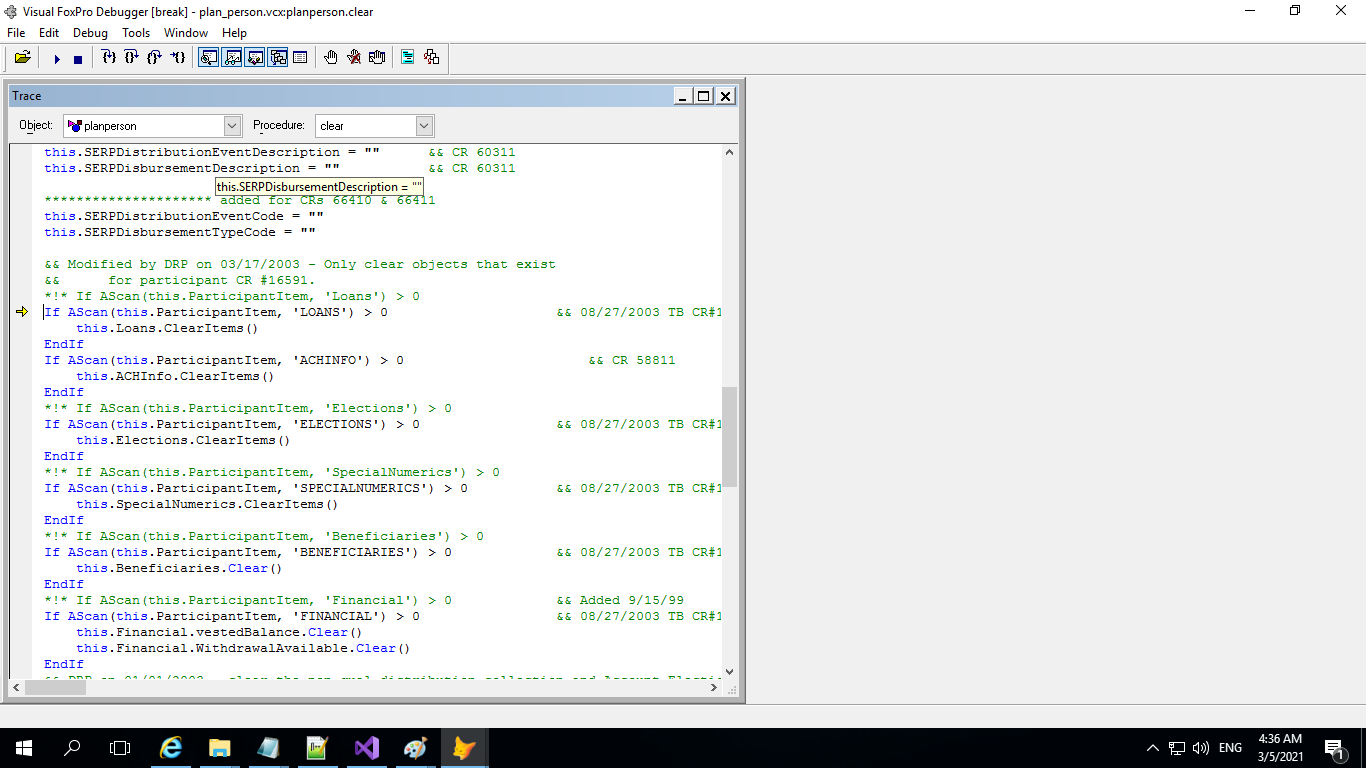 Visual FoxPro Debugger [break] - plan_person.vcx:planperson.clear
File Edit Debug Tools Window Help
Trace
Object: planperson Procedure: clear
this.SERPDistributionEventDescription = "" && CR 60311
this.SERPDisbursementDescription = "" && CR 60311
this.SERPDisbursementDescription = ""
********************* added for CRs 66410 & 66411
this.SERPDistributionEventCode = ""
this.SERPDisbursementTypeCode = ""
&& Modified by DRP on 03/17/2003 - Only clear objects that exist
&& for participant CR #16591.
*!* If AScan(this.ParticipantItem, 'Loans') > 0
If AScan(this.ParticipantItem, 'LOANS') > 0 && 08/27/2003 TB CR#1
this.Loans.ClearItems()
EndIf
If AScan(this.ParticipantItem, 'ACHINFO') > 0 && CR 58811
this.ACHInfo.ClearItems()
EndIf
*!* If AScan(this.ParticipantItem, 'Elections') > 0
If AScan(this.ParticipantItem, 'ELECTIONS') > 0 && 08/27/2003 TB CR#1
this.Elections.ClearItems()
EndIf
*!* If AScan(this.ParticipantItem, 'SpecialNumerics') > 0
If AScan(this.ParticipantItem, 'SPECIALNUMERICS') > 0 && 08/27/2003 TB CR#1
this.SpecialNumerics.ClearItems()
EndIf
*!* If AScan(this.ParticipantItem, 'Beneficiaries') > 0
If AScan(this.ParticipantItem, 'BENEFICIARIES') > 0 && 08/27/2003 TB CR#1
this.Beneficiaries.Clear()
EndIf
*!* If AScan(this.ParticipantItem, 'Financial') > 0 && Added 9/15/99
If AScan(this.ParticipantItem, 'FINANCIAL') > 0 && 08/27/2003 TB CR#1
this.Financial.vestedBalance.Clear()
this.Financial.WithdrawalAvailable.Clear()
EndIf
ENG
4:36 AM
3/5/2021
1